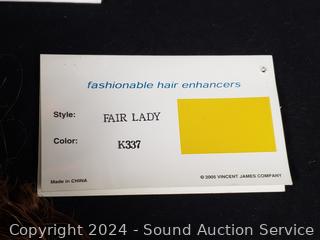 fashionable hair enhancers
Style: FAIR LADY
Color: K337
Made in CHINA © 2005 VINCENT JAMES COMPANY
Copyright 2024 - Sound Auction Service